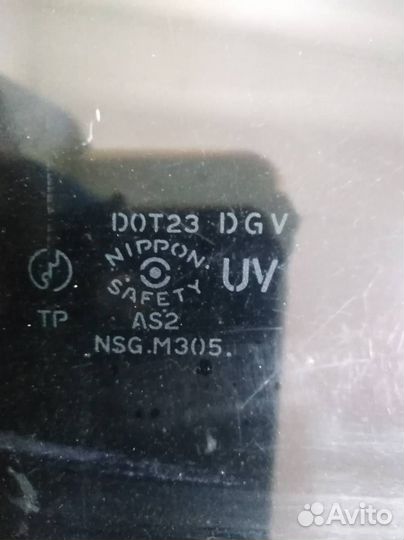 DOT23 DGV
NIPPON.
SAFETY
UV
TP
AS2
NSG.M305.
Avito